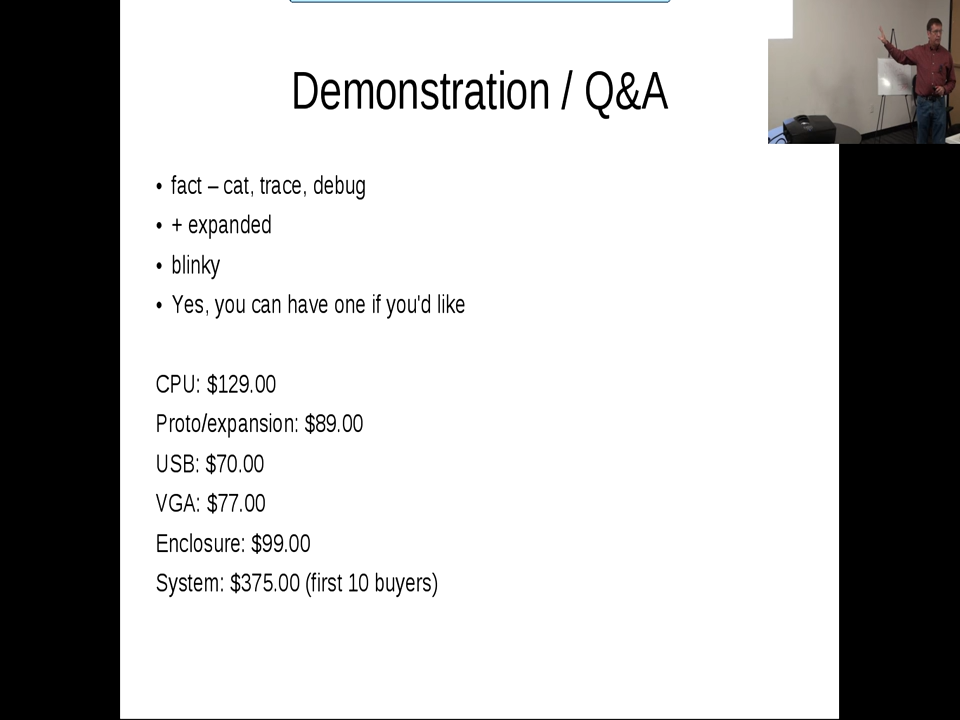 Demonstration / Q&A
• fact – cat, trace, debug
• + expanded
• blinky
• Yes, you can have one if you'd like
CPU: $129.00
Proto/expansion: $89.00
USB: $70.00
VGA: $77.00
Enclosure: $99.00
System: $375.00 (first 10 buyers)